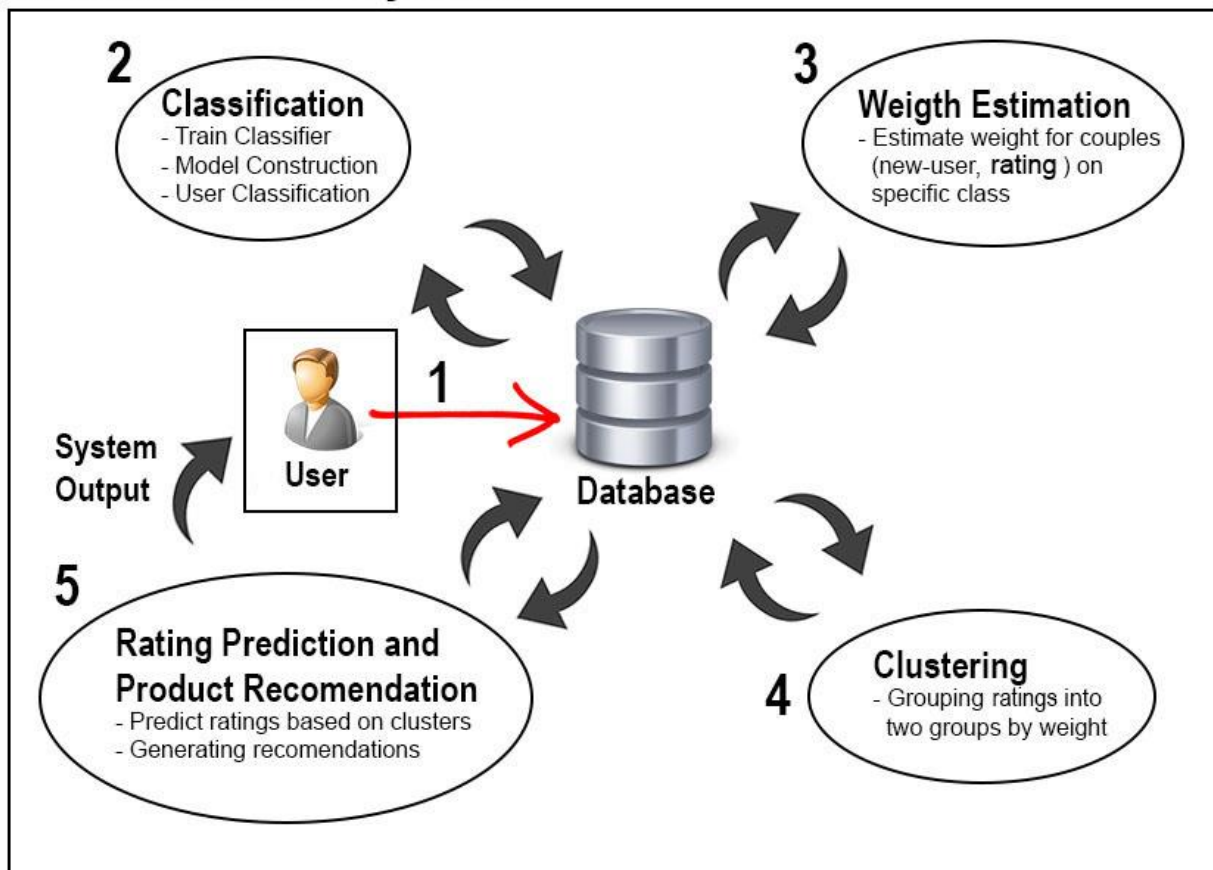 2
Classification
- Train Classifier
- Model Construction
- User Classification
3
Weigth Estimation
- Estimate weight for couples
(new-user, rating ) on
specific class
1
User
System
Output
Database
5
Rating Prediction and
Product Recomendation
- Predict ratings based on clusters
- Generating recomendations
4
Clustering
- Grouping ratings into
two groups by weight